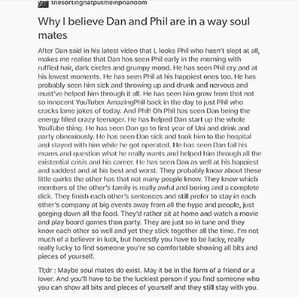 thesortinghatputmeinphandom
Why I believe Dan and Phil are in a way soul
mates
After Dan said in his latest video that L looks Phil who hasn't slept at all,
makes me realise that Dan has seen Phil early in the morning with
ruffled hair, dark circles and grumpy mood. He has seen Phil cry and at
his lowest moments. He has seen Phil at his happiest ones too. He has
probably seen him sick and throwing up and drunk and nervous and
must've helped him through it all. He has seen him grow from that not
so innocent YouTuber AmazingPhil back in the day to just Phil who
cracks lame jokes of today. And Phil! Oh Phil has seen Dan being the
energy filled crazy teenager. He has helped Dan start up the whole
YouTube thing. He has seen Dan go to first year of Uni and drink and
party obnoxiously. He has seen Dan sick and took him to the hospital
and stayed with him while he got operated. He has seen Dan fail his
exams and question what he really wants and helped him through all the
existential crisis and his career. He has seen Dan as well at his happiest
and saddest and at his best and worst. They probably know about these
little quirks the other has that not many people know. They know which
members of the other's family is really awful and boring and a complete
dick. They finish each other's sentences and still prefer to stay in each
other's company at big events away from all the hype and people, just
gorging down all the food. They'd rather sit at home and watch a movie
and play board games than party. They are just so in tune and they
know each other so well and yet they stick together all the time. I'm not
much of a believer in luck, but honestly you have to be lucky, really
really lucky to find someone you're so comfortable showing all bits and
pieces of yourself.
Tl;dr : Maybe soul mates do exist. May it be in the form of a friend or a
lover. And you'll have to be the luckiest person if you find someone who
you can show all bits and pieces of yourself and they still stay with you.